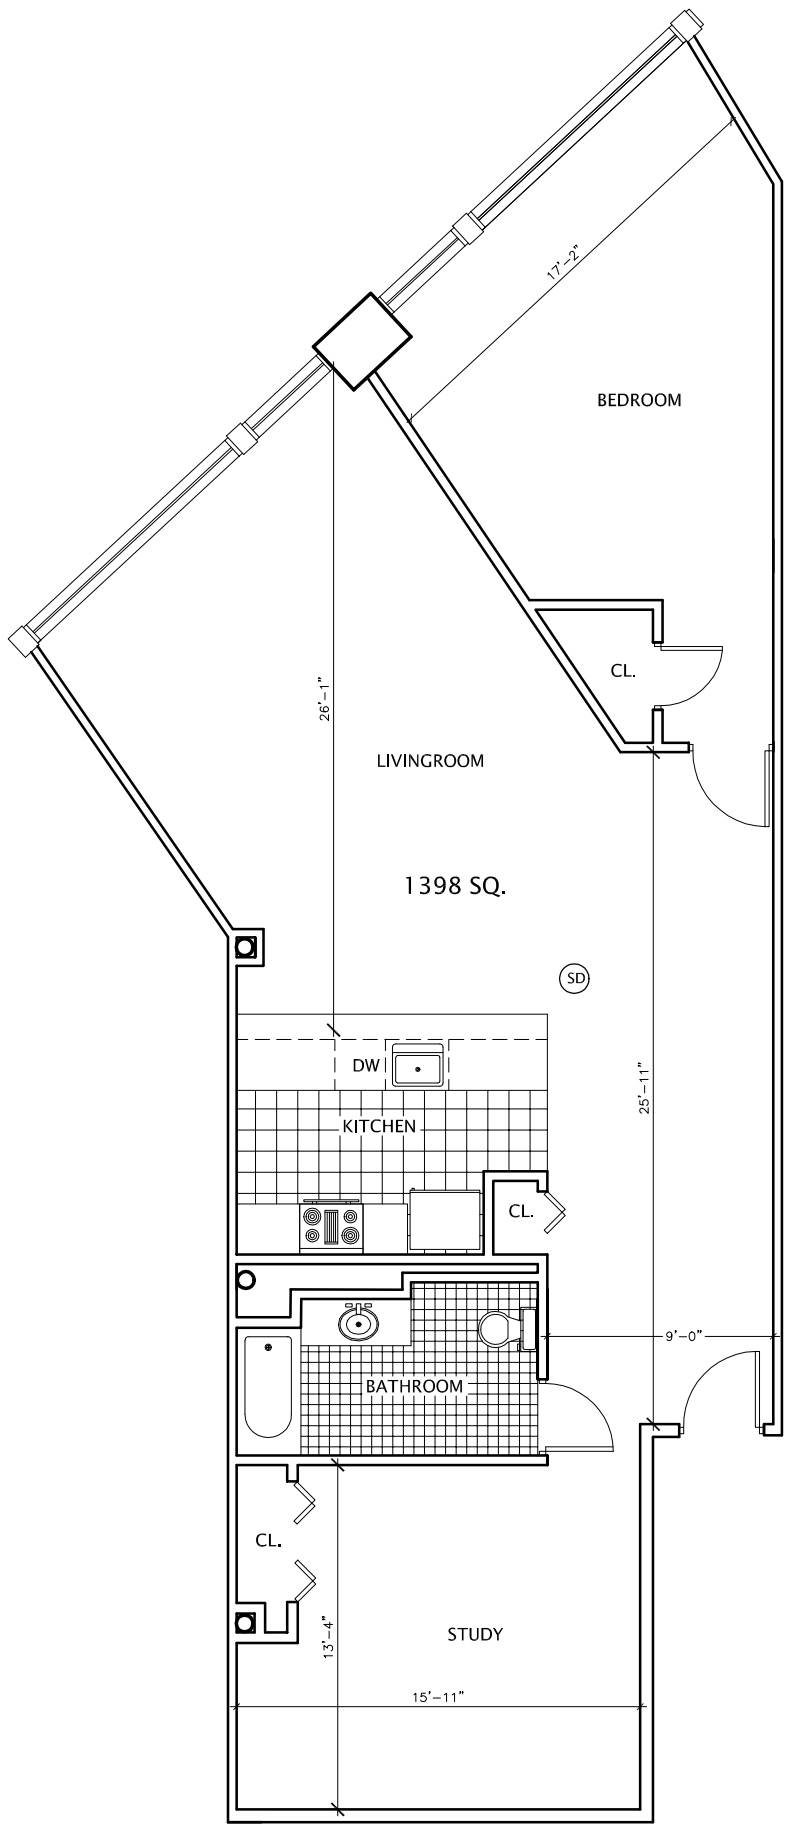 17'-2"
BEDROOM
CL.
26'-1"
LIVINGROOM
1398 SQ.
SD
DW
25'-11"
KITCHEN
CL.
9'-0"
BATHROOM
CL.
STUDY
13'-4"
15'-11"